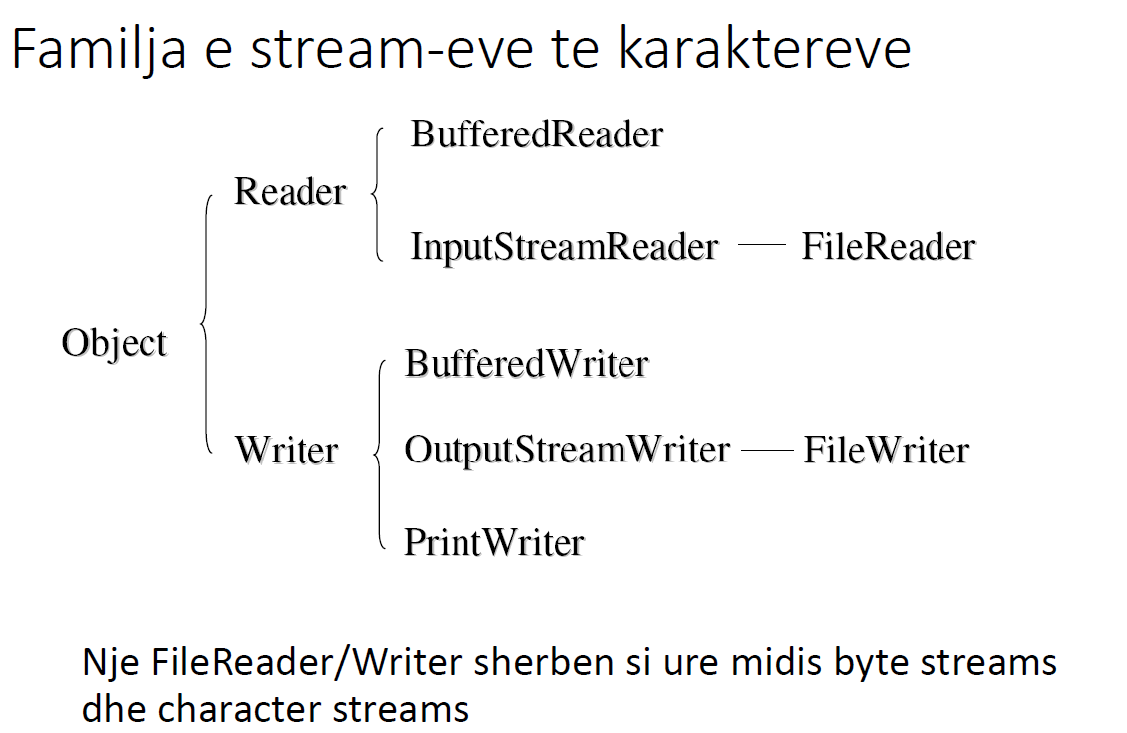 Familja e stream-eve te karaktereve
BufferedReader
Reader
InputStreamReader FileReader
Object
BufferedWriter
Writer OutputStreamWriter FileWriter
PrintWriter
Nje FileReader/Writer sherben si ure midis byte streams
dhe character streams